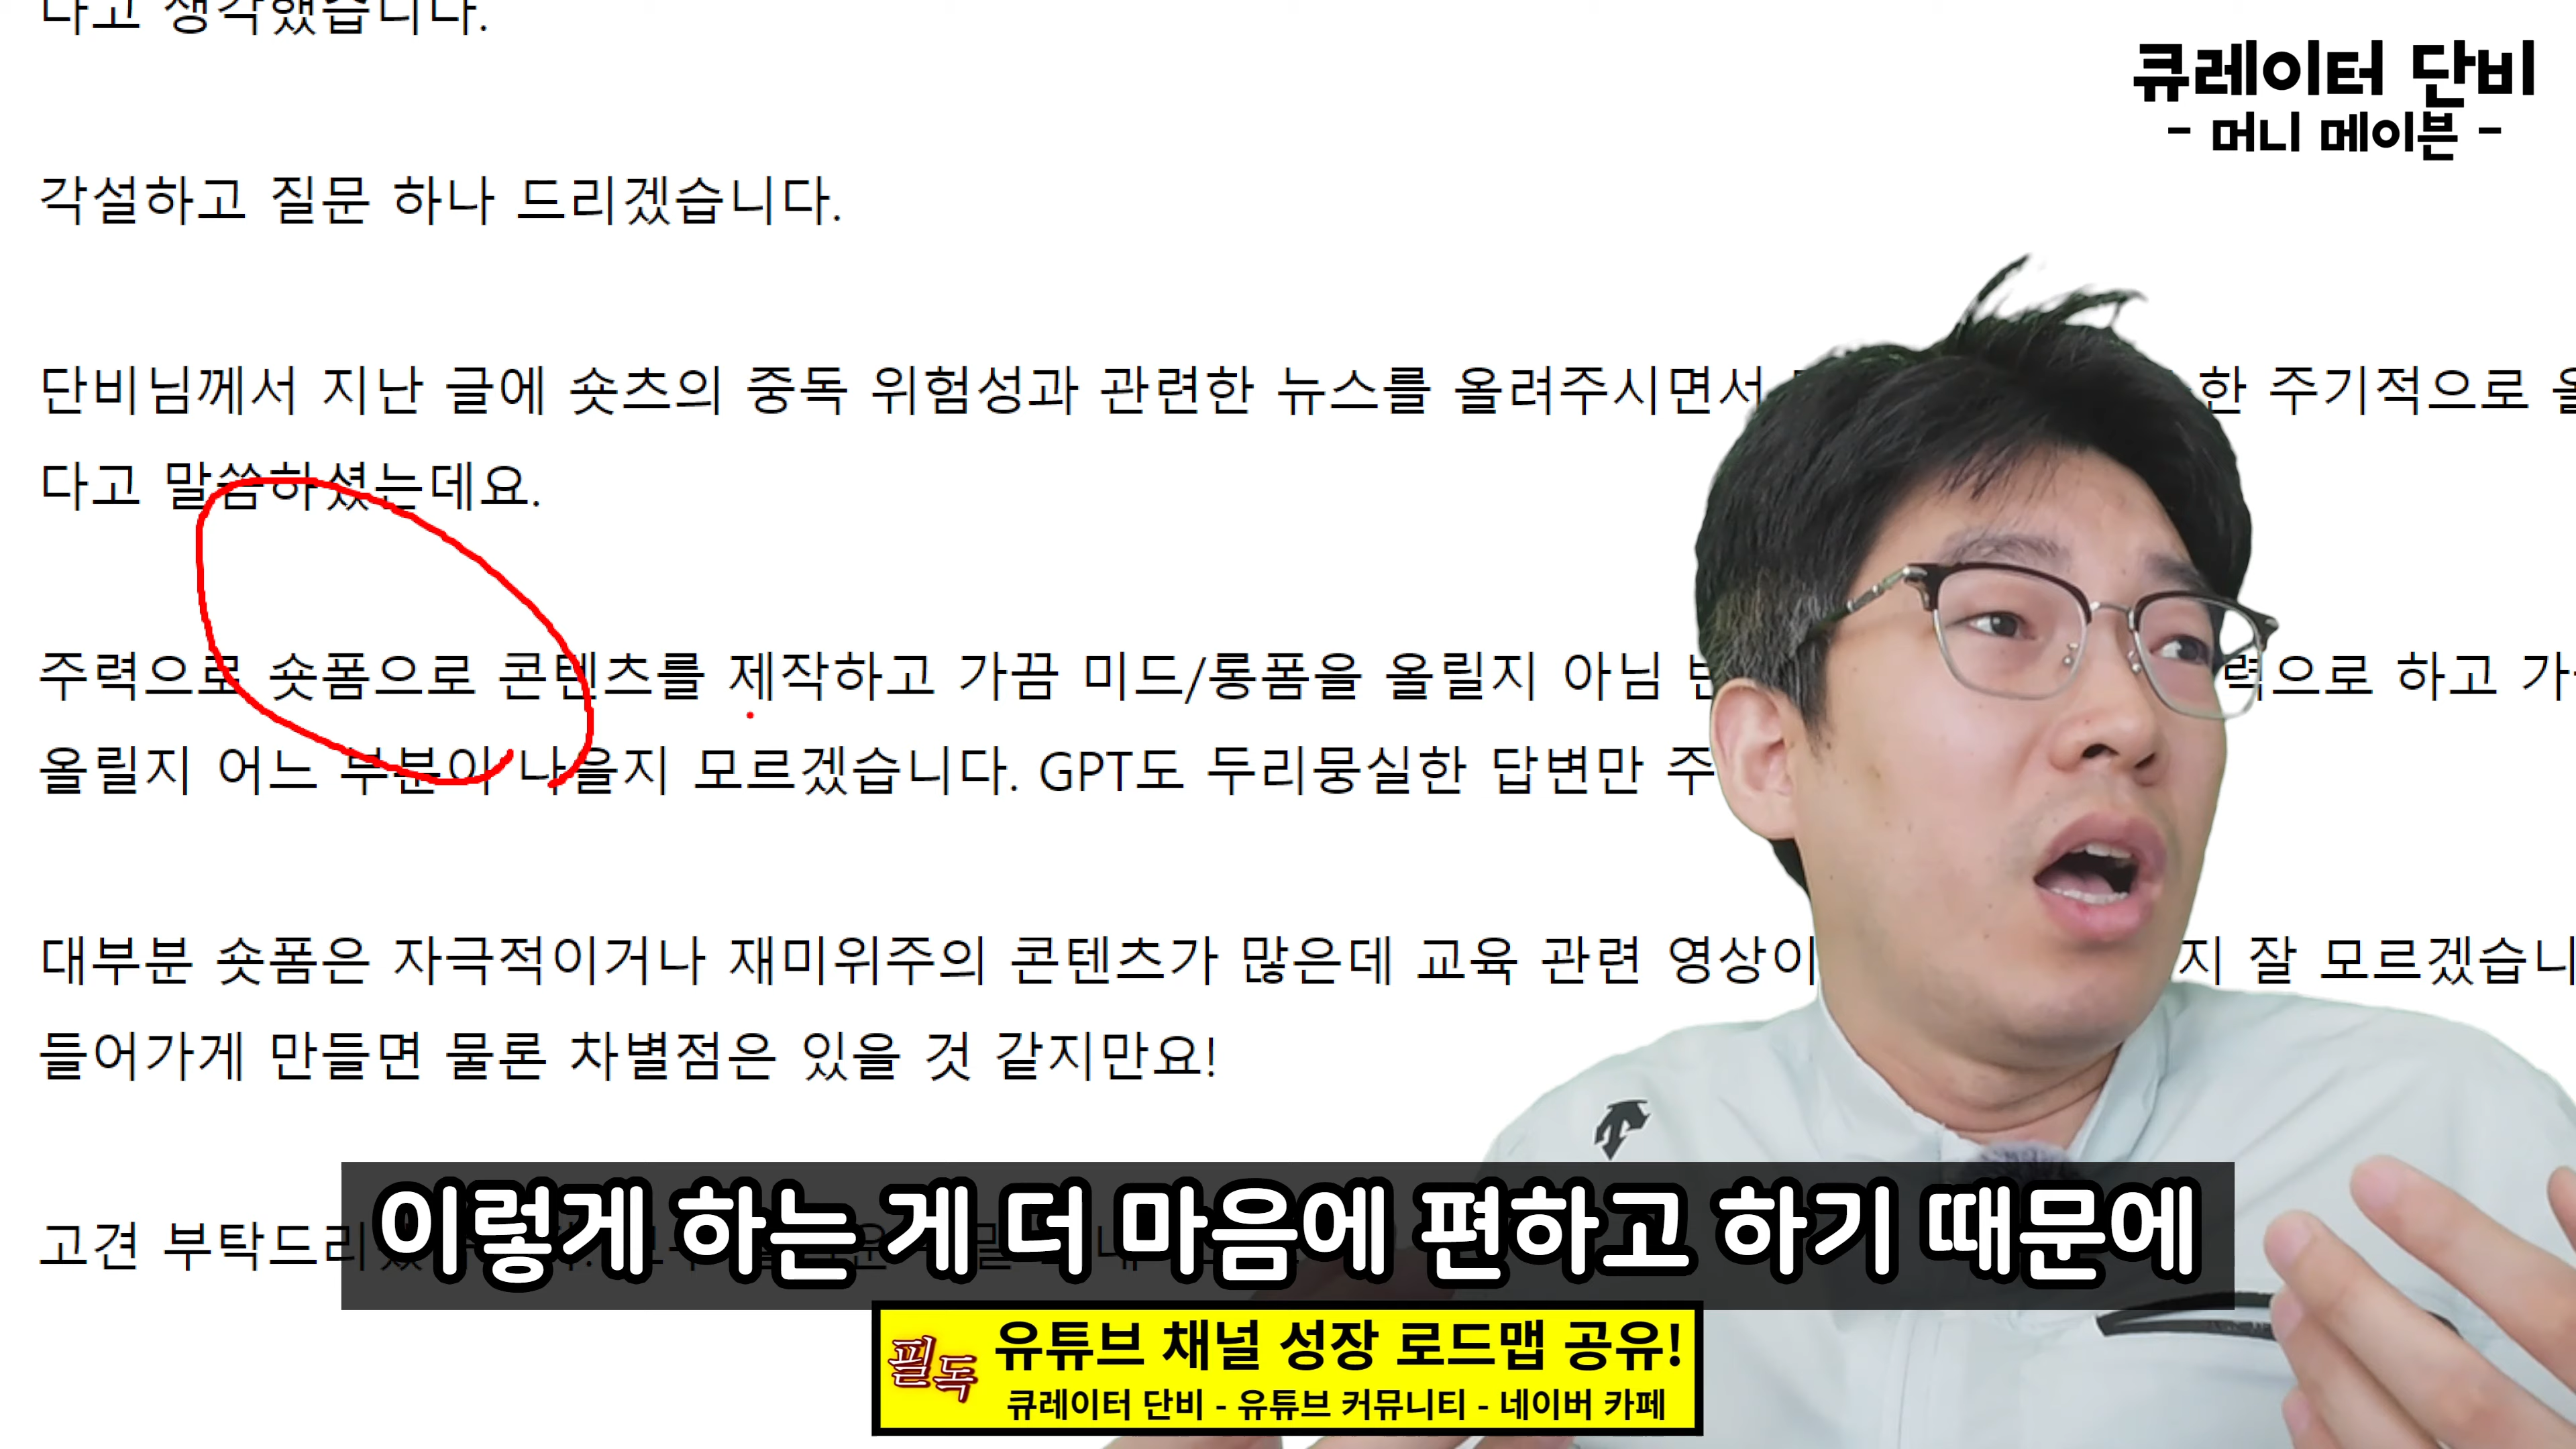 다고 생각했습니다.
큐레이터 단비
- 머니 메이븐 -
각설하고 질문 하나 드리겠습니다.
단비님께서 지난 글에 숏츠의 중독 위험성과 관련한 뉴스를 올려주시면서 한 주기적으로
다고 말씀하셨는데요.
주력으로 숏폼으로 콘텐츠를 제작하고 가끔 미드/롱폼을 올릴지 아님 력으로 하고
올릴지 어느 부분이 나을지 모르겠습니다. GPT도 두리뭉실한 답변만 주
대부분 숏폼은 자극적이거나 재미위주의 콘텐츠가 많은데 교육 관련 영상이 지 잘 모르겠습니
들어가게 만들면 물론 차별점은 있을 것 같지만요!
고견 부탁드리
이렇게 하는 게 더 마음에 편하고 하기 때문에
필독
유튜브 채널 성장 로드맵 공유!
큐레이터 단비 - 유튜브 커뮤니티 - 네이버 카페